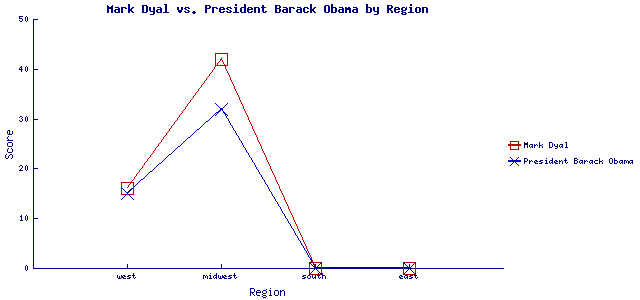 Mark Dyal vs. President Barack Obama by Region
50
40
30
20
10
0
Score
west midwest south east
Region
Mark Dyal
President Barack Obama